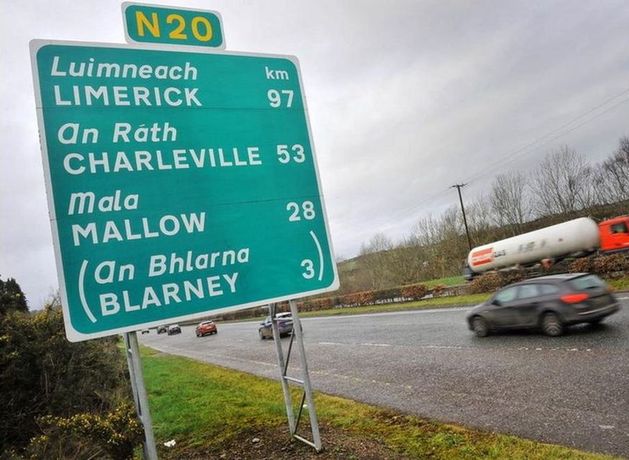 N20
Luimneach km
LIMERICK 97
An Ráth
CHARLEVILLE 53
Mala
MALLOW 28
(An Bhlarna
BLARNEY 3)